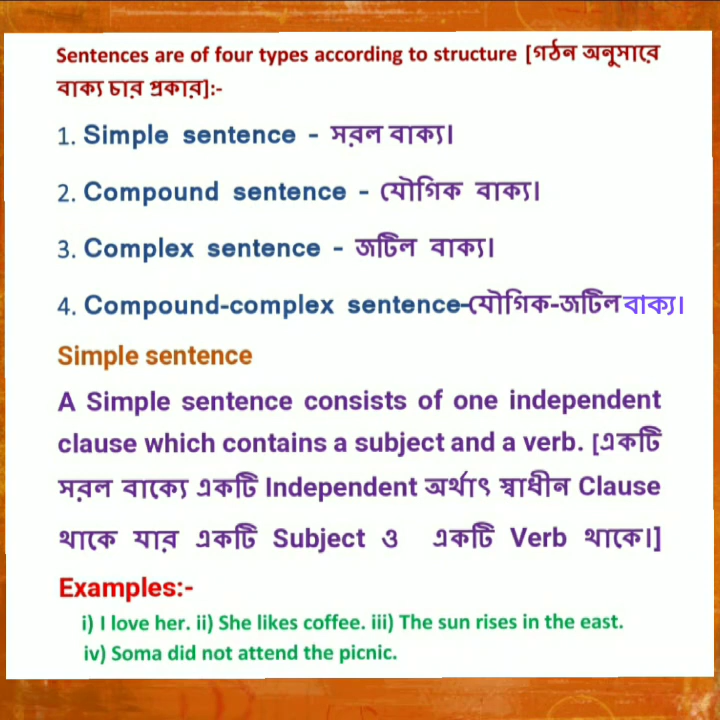 Sentences are of four types according to structure [গঠন অনুসারে
বাক্য চার প্রকার]:-
1. Simple sentence - সরল বাক্য।
2. Compound sentence - যৌগিক বাক্য।
3. Complex sentence - জটিল বাক্য।
4. Compound-complex sentence-যৌগিক-জটিল বাক্য।
Simple sentence
A Simple sentence consists of one independent
clause which contains a subject and a verb. [একটি
সরল বাক্যে একটি Independent অর্থাৎ স্বাধীন Clause
থাকে যার একটি Subject ও একটি Verb থাকে।]
Examples:-
i) I love her. ii) She likes coffee. iii) The sun rises in the east.
iv) Soma did not attend the picnic.